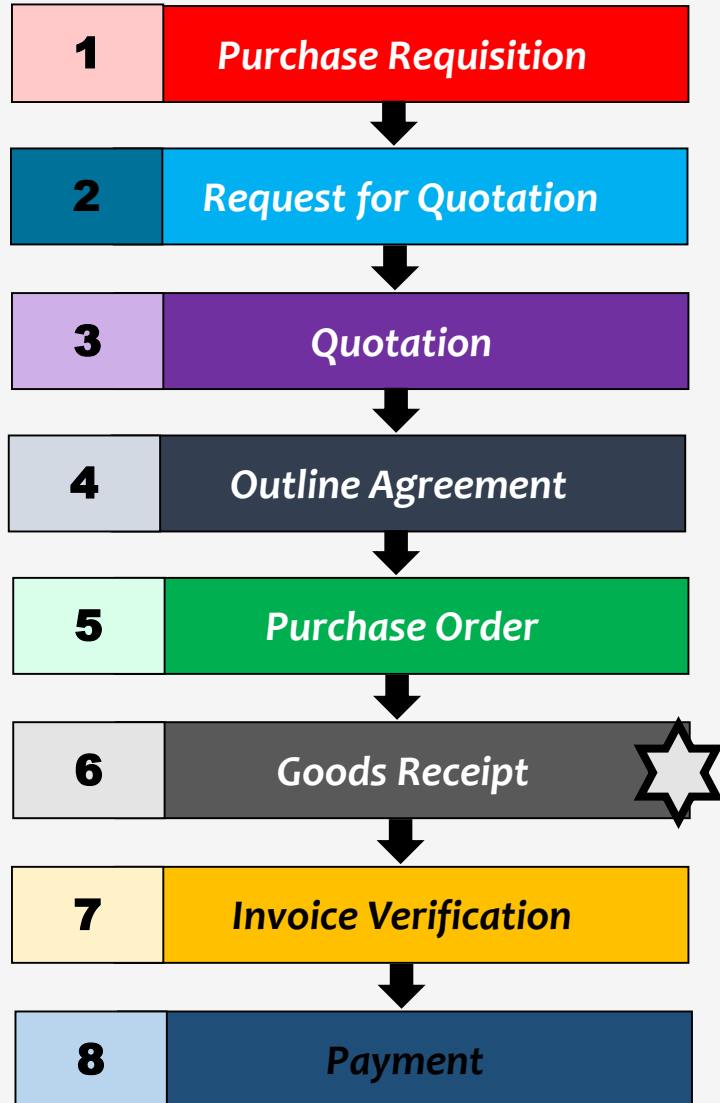 1 Purchase Requisition
2 Request for Quotation
3 Quotation
4 Outline Agreement
5 Purchase Order
6 Goods Receipt
7 Invoice Verification
8 Payment